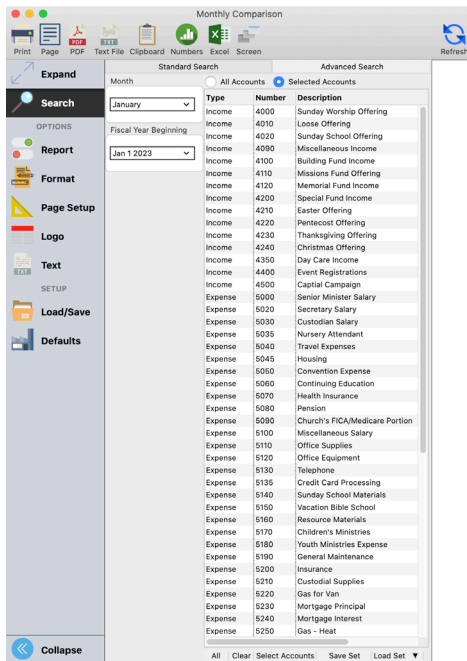 Monthly Comparison
Print Page PDF Text File Clipboard Numbers Excel Screen Refresh
Expand
Search
OPTIONS
Report
Format
Page Setup
Logo
Text
SETUP
Load/Save
Defaults
Collapse
Standard Search Advanced Search
Month
January
Fiscal Year Beginning
Jan 1 2023
All Accounts Selected Accounts
Type Number Description
Income 4000 Sunday Worship Offering
Income 4010 Loose Offering
Income 4020 Sunday School Offering
Income 4090 Miscellaneous Income
Income 4100 Building Fund Income
Income 4110 Missions Fund Offering
Income 4120 Memorial Fund Income
Income 4200 Special Fund Income
Income 4210 Easter Offering
Income 4220 Pentecost Offering
Income 4230 Thanksgiving Offering
Income 4240 Christmas Offering
Income 4350 Day Care Income
Income 4400 Event Registrations
Income 4500 Captial Campaign
Expense 5000 Senior Minister Salary
Expense 5020 Secretary Salary
Expense 5030 Custodian Salary
Expense 5035 Nursery Attendant
Expense 5040 Travel Expenses
Expense 5045 Housing
Expense 5050 Convention Expense
Expense 5060 Continuing Education
Expense 5070 Health Insurance
Expense 5080 Pension
Expense 5090 Church's FICA/Medicare Portion
Expense 5100 Miscellaneous Salary
Expense 5110 Office Supplies
Expense 5120 Office Equipment
Expense 5130 Telephone
Expense 5135 Credit Card Processing
Expense 5140 Sunday School Materials
Expense 5150 Vacation Bible School
Expense 5160 Resource Materials
Expense 5170 Children's Ministries
Expense 5180 Youth Ministries Expense
Expense 5190 General Maintenance
Expense 5200 Insurance
Expense 5210 Custodial Supplies
Expense 5220 Gas for Van
Expense 5230 Mortgage Principal
Expense 5240 Mortgage Interest
Expense 5250 Gas - Heat
All Clear Select Accounts Save Set Load Set ▼